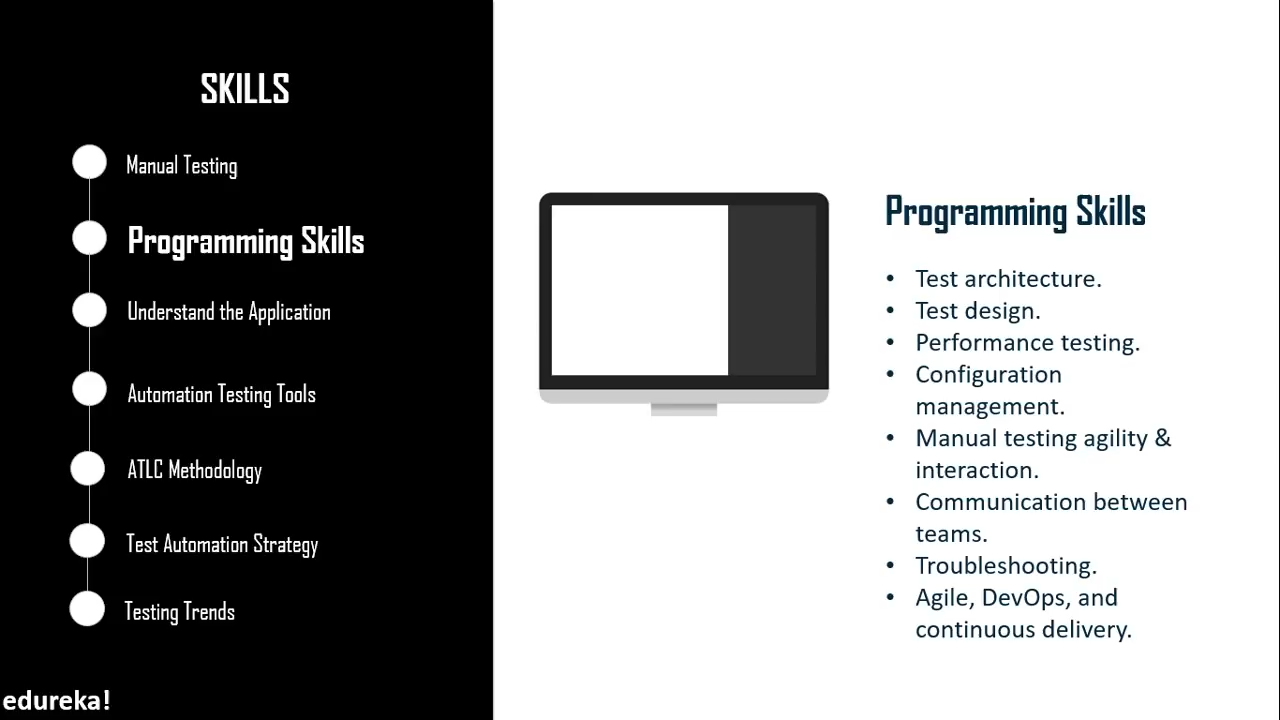 SKILLS
Manual Testing
Programming Skills
Understand the Application
Automation Testing Tools
ATLC Methodology
Test Automation Strategy
Testing Trends
edureka!
Programming Skills
• Test architecture.
• Test design.
• Performance testing.
• Configuration
management.
• Manual testing agility &
interaction.
• Communication between
teams.
• Troubleshooting.
• Agile, DevOps, and
continuous delivery.